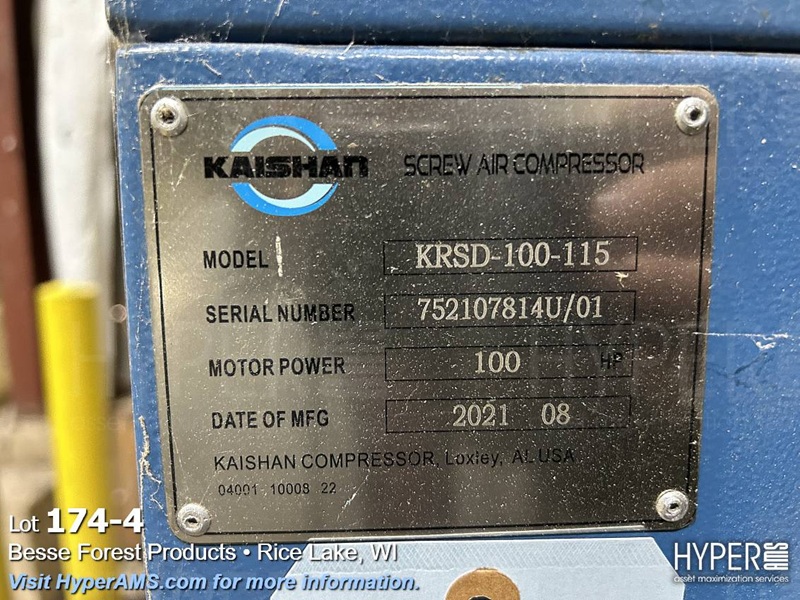 KAISHAN SCREW AIR COMPRESSOR
MODEL KRSD-100-115
SERIAL NUMBER 752107814U/01
MOTOR POWER 100 HP
DATE OF MFG 2021 08
KAISHAN COMPRESSOR, Loxley, AL USA
04001 10008 22
Lot 174-4
Besse Forest Products • Rice Lake, WI
Visit HyperAMS.com for more information.
HYPER AMS
asset maximization services